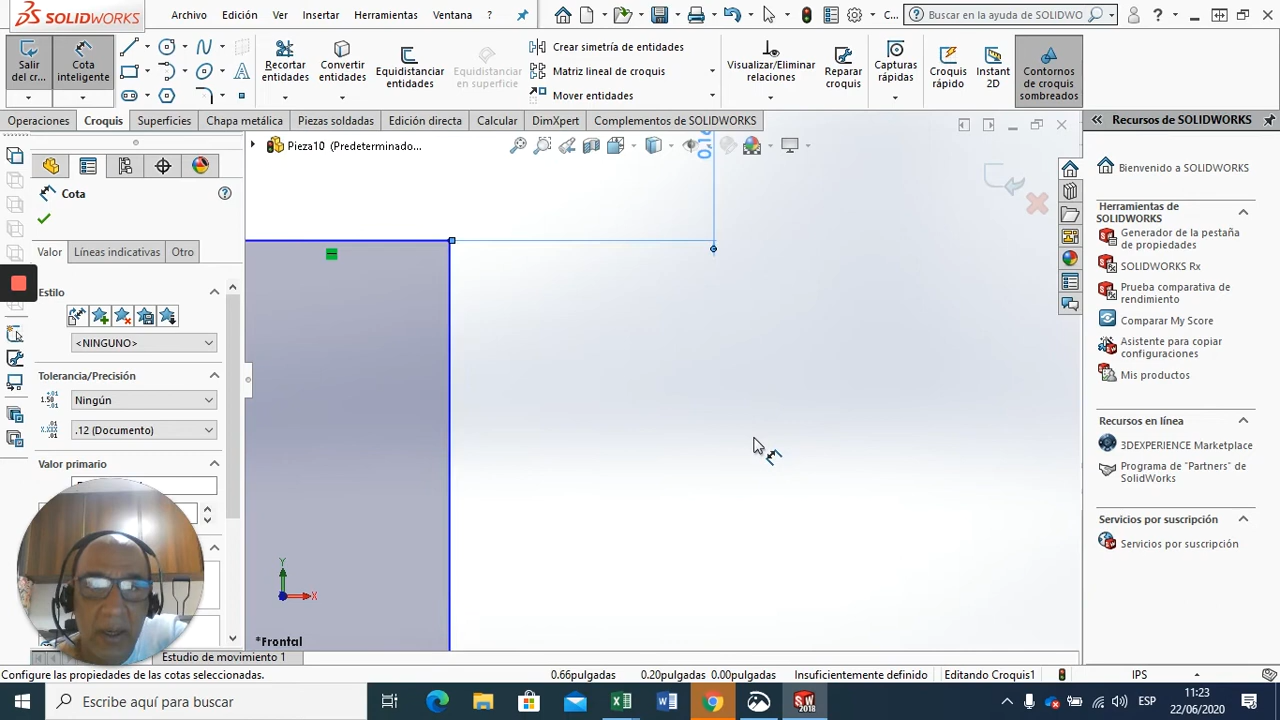 SOLIDWORKS
Archivo Edición Ver Insertar Herramientas Ventana
C...
Buscar en la ayuda de SOLIDWO
?
Salir del cr...
Cota inteligente
Recortar entidades
Convertir entidades
Equidistanciar entidades
Equidistanciar en superficie
Crear simetría de entidades
Matriz lineal de croquis
Mover entidades
Visualizar/Eliminar relaciones
Reparar croquis
Capturas rápidas
Croquis rápido
Instant 2D
Contornos de croquis sombreados
Operaciones Croquis Superficies Chapa metálica Piezas soldadas Edición directa Calcular DimXpert Complementos de SOLIDWORKS
Recursos de SOLIDWORKS
Pieza10 (Predeterminado...
Cota
Valor Líneas indicativas Otro
Estilo
<NINGUNO>
Tolerancia/Precisión
Ningún
.12 (Documento)
Valor primario
Y
X
*Frontal
Bienvenido a SOLIDWORKS
Herramientas de SOLIDWORKS
Generador de la pestaña de propiedades
SOLIDWORKS Rx
Prueba comparativa de rendimiento
Comparar My Score
Asistente para copiar configuraciones
Mis productos
Recursos en línea
3DEXPERIENCE Marketplace
Programa de "Partners" de SolidWorks
Servicios por suscripción
Servicios por suscripción
Estudio de movimiento 1
Configure las propiedades de las cotas seleccionadas.
0.66pulgadas 0.20pulgadas 0.00pulgadas Insuficientemente definido Editando Croquis1 IPS
Escribe aquí para buscar
SW 2018
ESP
11:23
22/06/2020